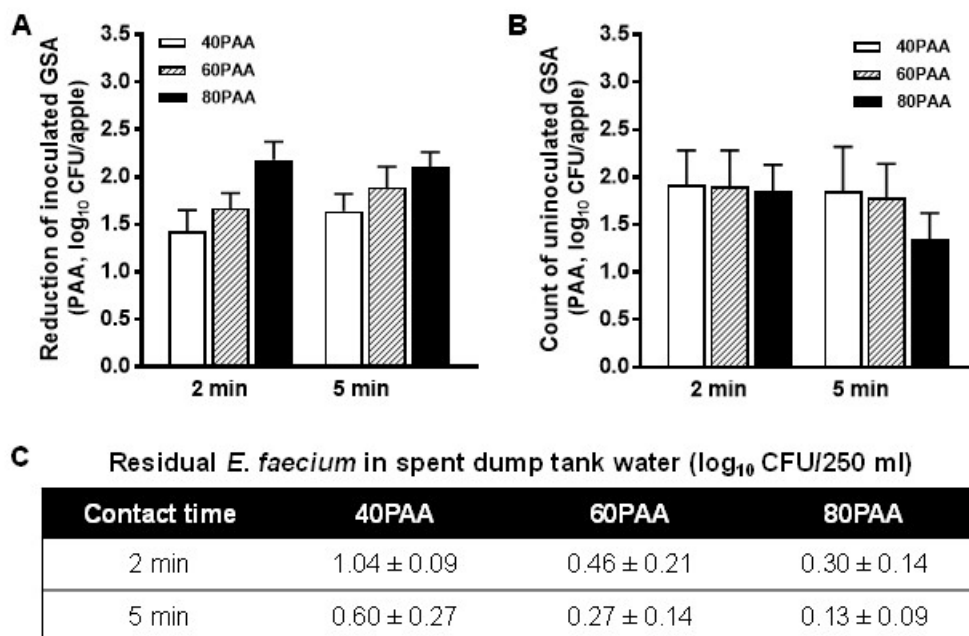 A
Reduction of inoculated GSA
(PAA, log₁₀ CFU/apple)
3.5
3.0
2.5
2.0
1.5
1.0
0.5
0.0
40PAA
60PAA
80PAA
2 min
5 min
B
Count of uninoculated GSA
(PAA, log₁₀ CFU/apple)
3.5
3.0
2.5
2.0
1.5
1.0
0.5
0.0
40PAA
60PAA
80PAA
2 min
5 min
C
Residual E. faecium in spent dump tank water (log₁₀ CFU/250 ml)
Contact time 40PAA 60PAA 80PAA
2 min 1.04 ± 0.09 0.46 ± 0.21 0.30 ± 0.14
5 min 0.60 ± 0.27 0.27 ± 0.14 0.13 ± 0.09